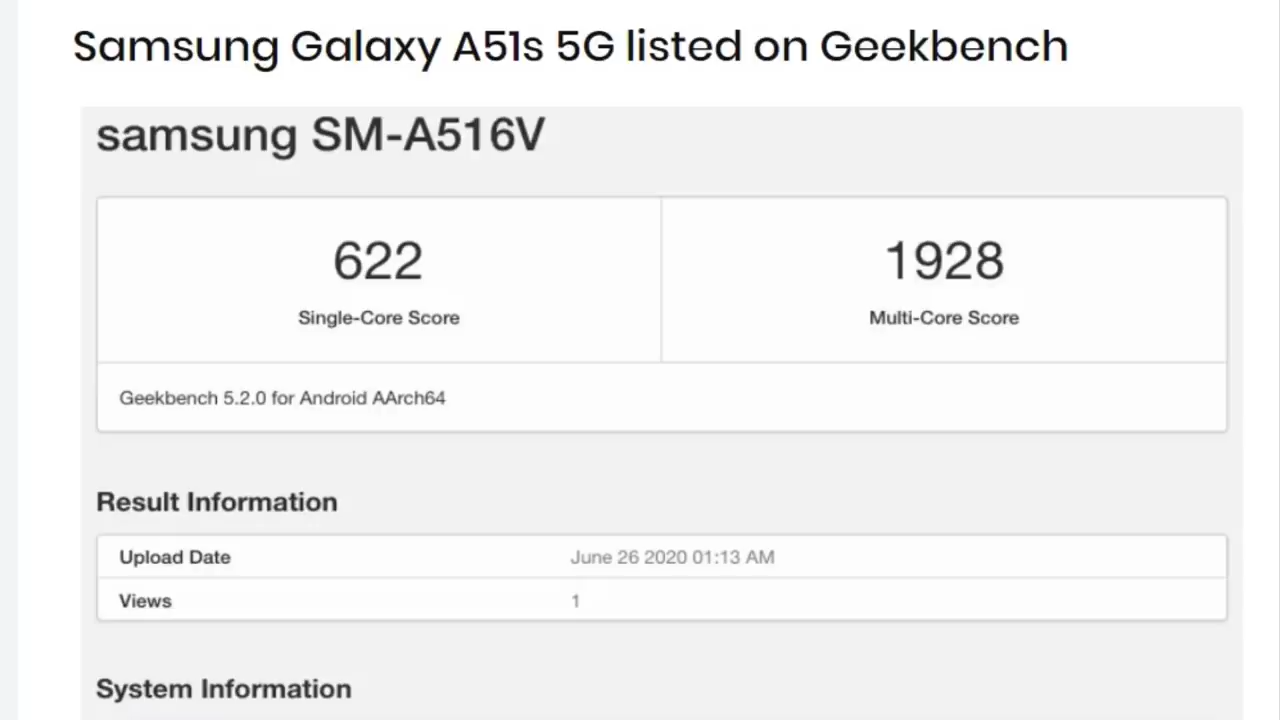 Samsung Galaxy A51s 5G listed on Geekbench
samsung SM-A516V
622
Single-Core Score
1928
Multi-Core Score
Geekbench 5.2.0 for Android AArch64
Result Information
Upload Date June 26 2020 01:13 AM
Views 1
System Information